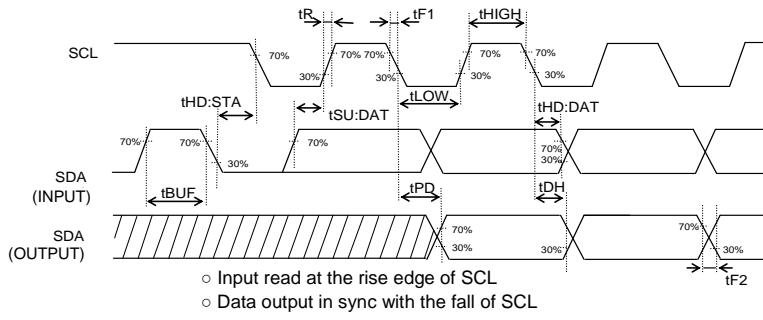 tR tF1 tHIGH
SCL
70% 70% 70% 70% 70%
30% 30% 30% 30%
tHD:STA tLOW
tSU:DAT tHD:DAT
70% 70% 70% 70%
30% 30%
SDA
(INPUT)
tBUF tPD tDH
SDA
(OUTPUT)
70% 70%
30% 30% 30%
tF2
○ Input read at the rise edge of SCL
○ Data output in sync with the fall of SCL